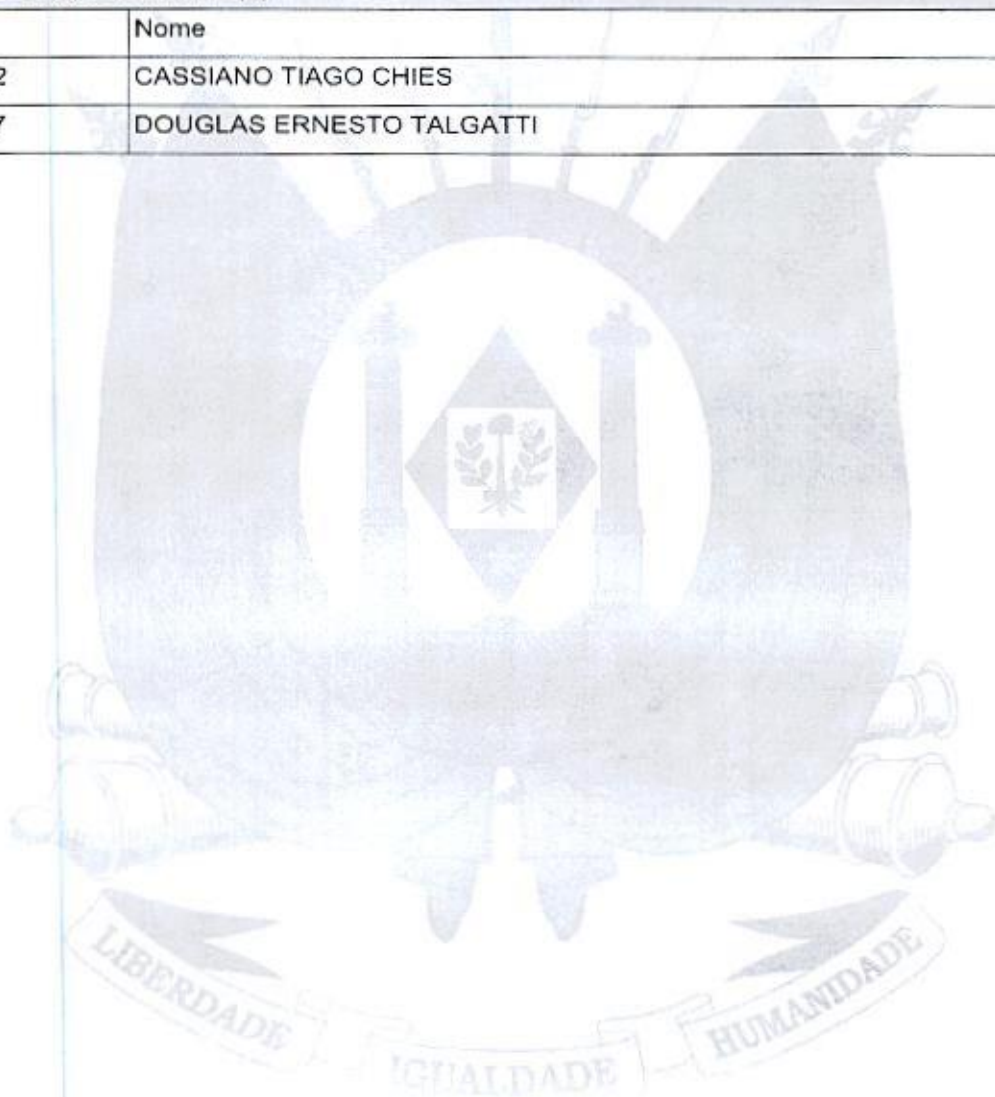 Nome
2 CASSIANO TIAGO CHIES
7 DOUGLAS ERNESTO TALGATTI
LIBERDADE IGUALDADE HUMANIDADE